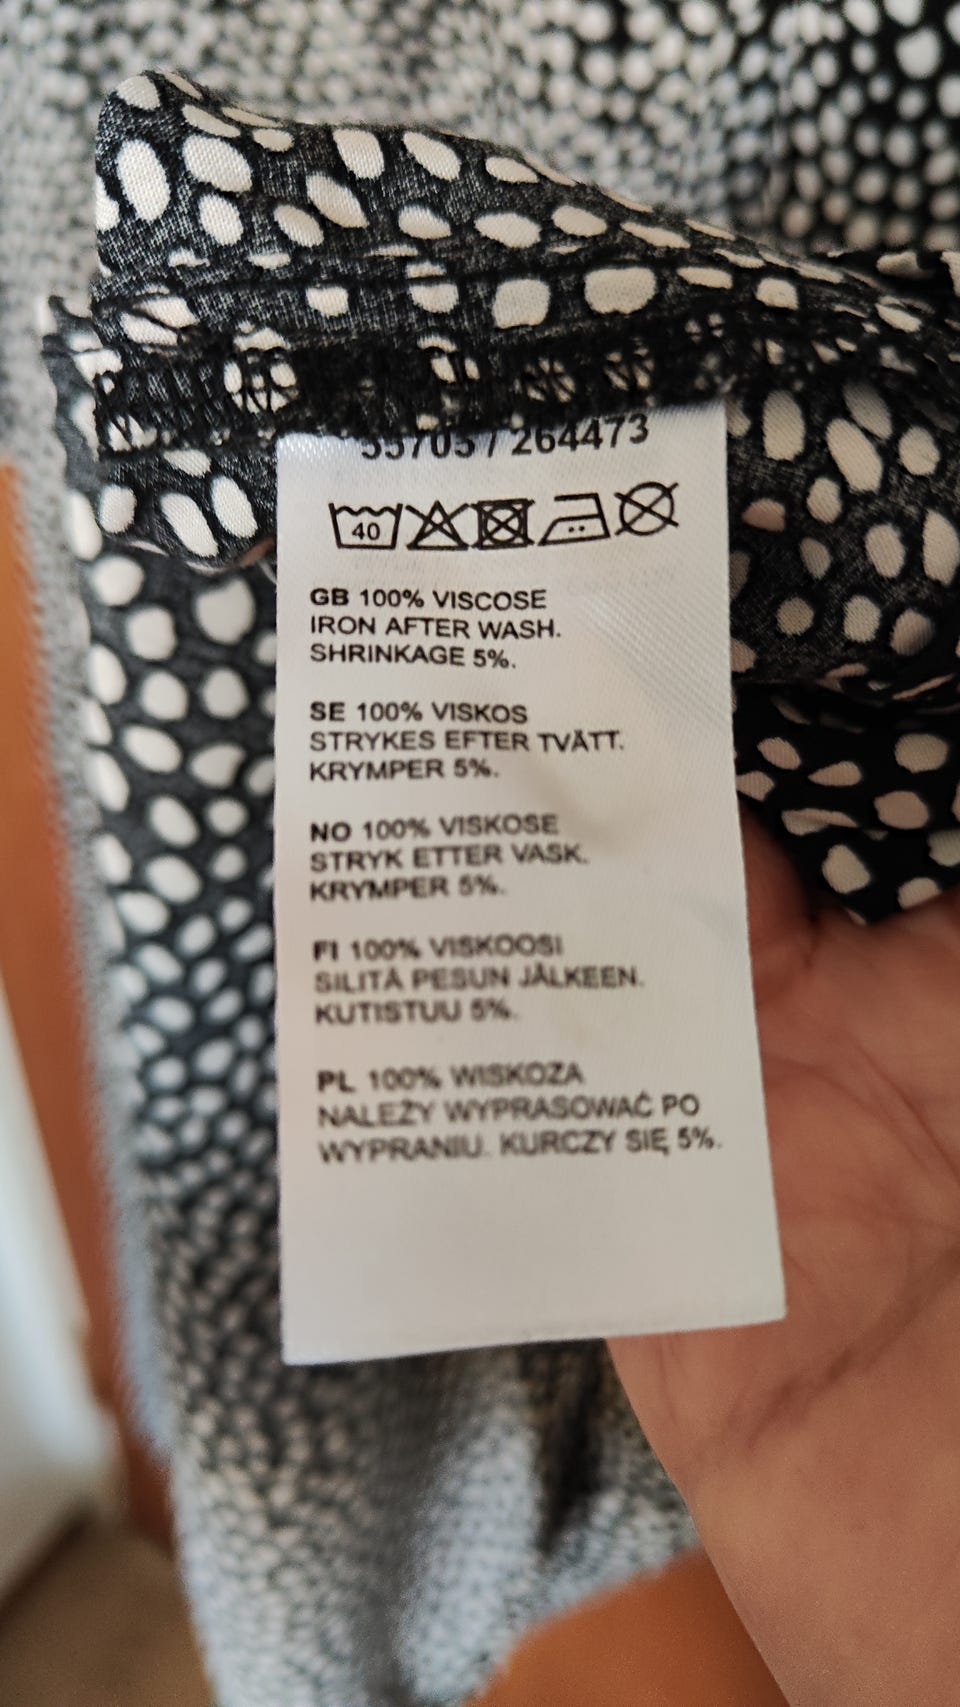 55703 / 264473
40
GB 100% VISCOSE
IRON AFTER WASH.
SHRINKAGE 5%.
SE 100% VISKOS
STRYKES EFTER TVÄTT.
KRYMPER 5%.
NO 100% VISKOSE
STRYK ETTER VASK.
KRYMPER 5%.
FI 100% VISKOOSI
SILITÄ PESUN JÄLKEEN.
KUTISTUU 5%.
PL 100% WISKOZA
NALEŻY WYPRASOWAĆ PO
WYPRANIU. KURCZY SIĘ 5%.